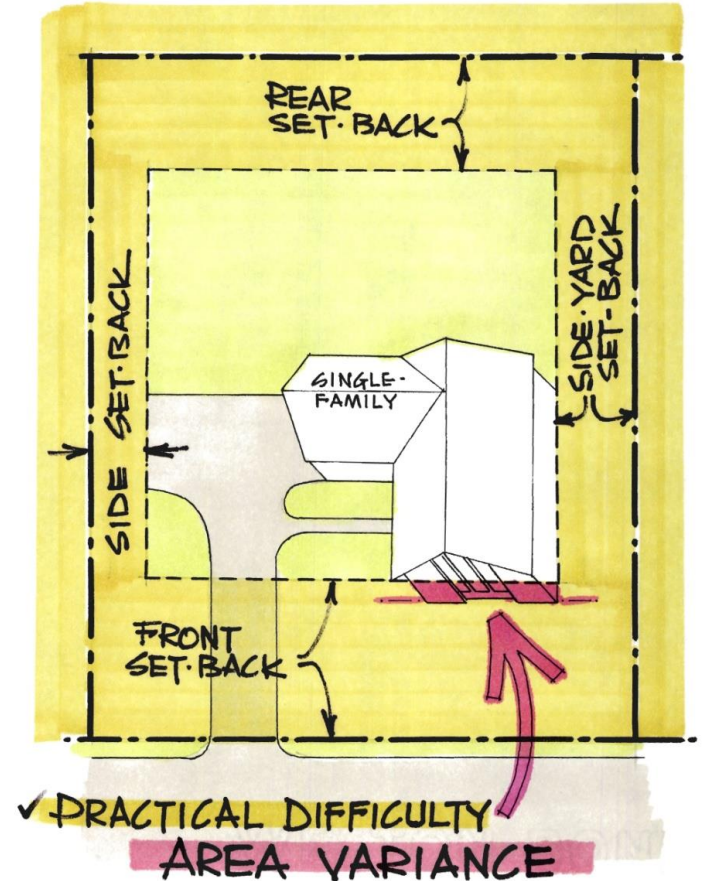 REAR
SET·BACK
SIDE·YARD
SET-BACK
SINGLE-
FAMILY
SIDE SET·BACK
FRONT
SET·BACK
✓ PRACTICAL DIFFICULTY
AREA VARIANCE